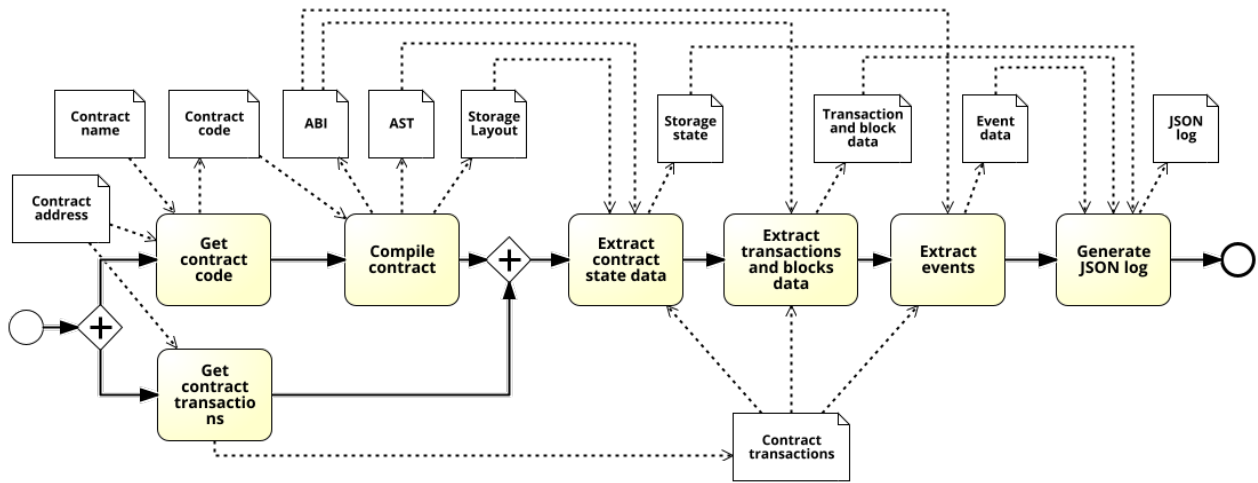 Contract
name
Contract
code
ABI
AST
Storage
Layout
Storage
state
Transaction
and block
data
Event
data
JSON
log
Contract
address
Get
contract
code
Compile
contract
Extract
contract
state data
Extract
transactions
and blocks
data
Extract
events
Generate
JSON log
Get
contract
transactio
ns
Contract
transactions